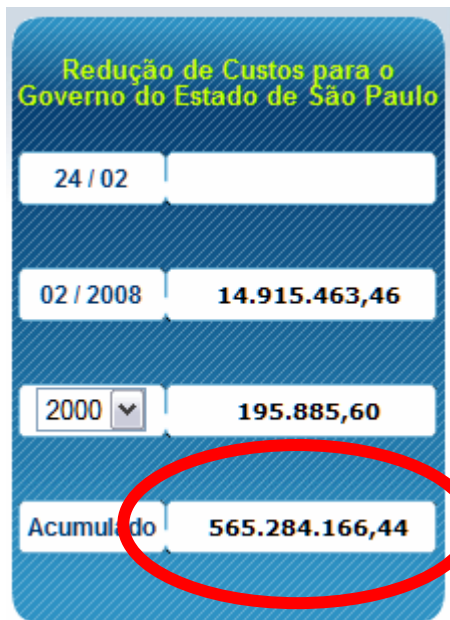 Redução de Custos para o
Governo do Estado de São Paulo
24 / 02
02 / 2008 14.915.463,46
2000 195.885,60
Acumulado 565.284.166,44